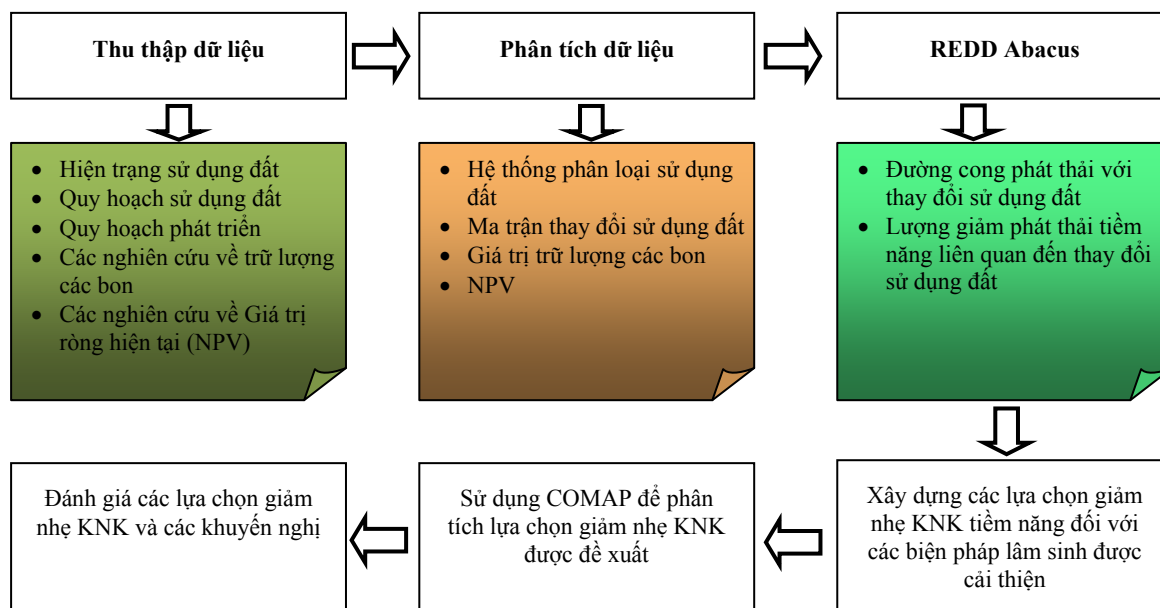 Thu thập dữ liệu
Phân tích dữ liệu
REDD Abacus
• Hiện trạng sử dụng đất
• Quy hoạch sử dụng đất
• Quy hoạch phát triển
• Các nghiên cứu về trữ lượng
các bon
• Các nghiên cứu về Giá trị
ròng hiện tại (NPV)
• Hệ thống phân loại sử dụng
đất
• Ma trận thay đổi sử dụng đất
• Giá trị trữ lượng các bon
• NPV
• Đường cong phát thải với
thay đổi sử dụng đất
• Lượng giảm phát thải tiềm
năng liên quan đến thay đổi
sử dụng đất
Xây dựng các lựa chọn giảm
nhẹ KNK tiềm năng đối với
các biện pháp lâm sinh được
cải thiện
Sử dụng COMAP để phân
tích lựa chọn giảm nhẹ KNK
được đề xuất
Đánh giá các lựa chọn giảm
nhẹ KNK và các khuyến nghị